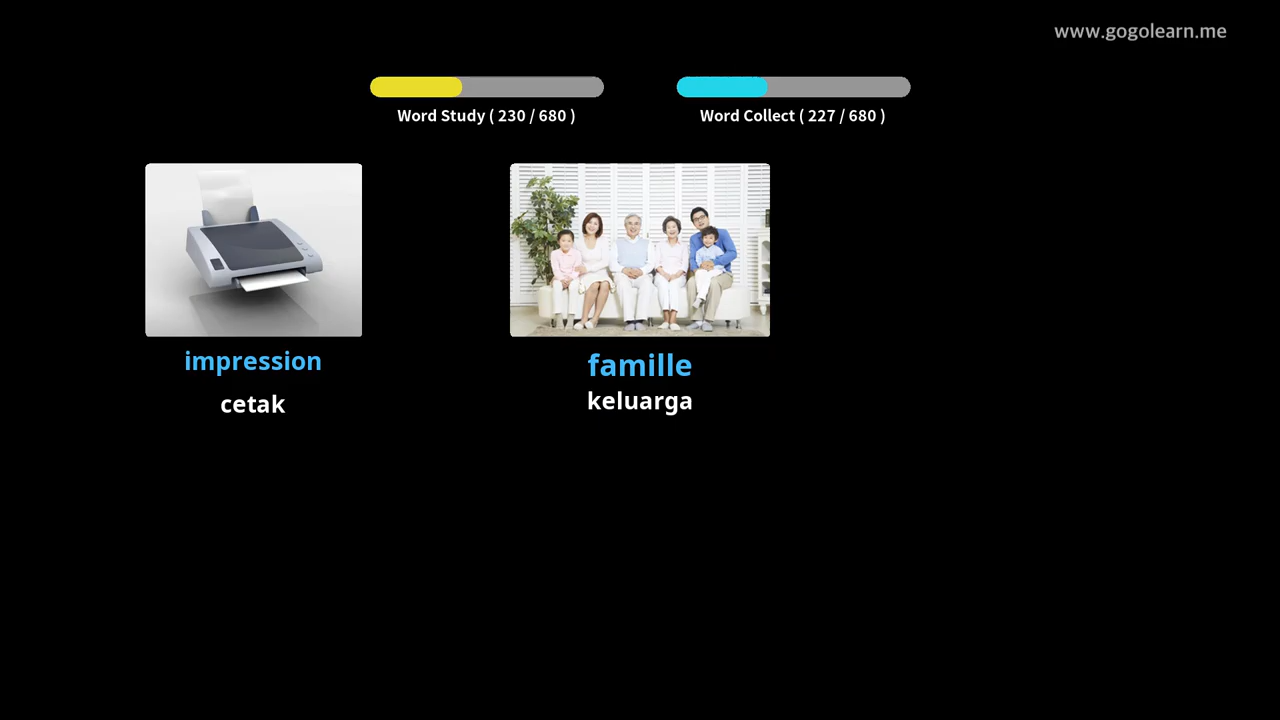 www.gogolearn.me
Word Study ( 230 / 680 )
Word Collect ( 227 / 680 )
impression
cetak
famille
keluarga